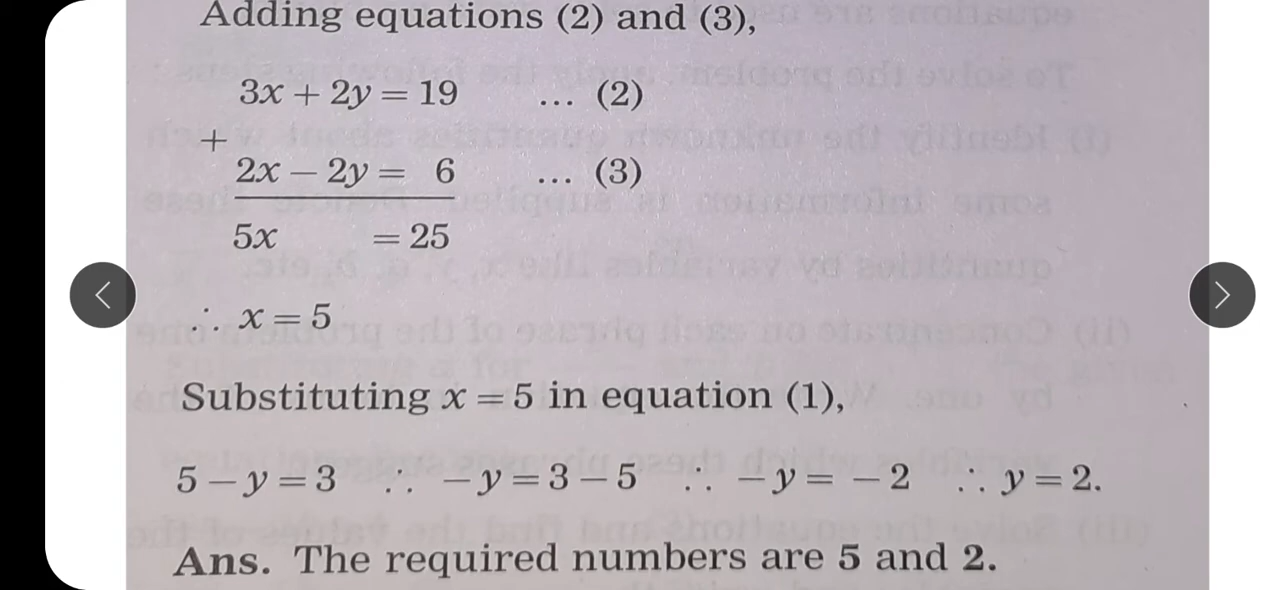 Adding equations (2) and (3),
3x + 2y = 19 ... (2)
+
2x − 2y = 6 ... (3)
5x = 25
∴ x = 5
Substituting x = 5 in equation (1),
5 − y = 3 ∴ −y = 3 − 5 ∴ −y = −2 ∴ y = 2.
Ans. The required numbers are 5 and 2.